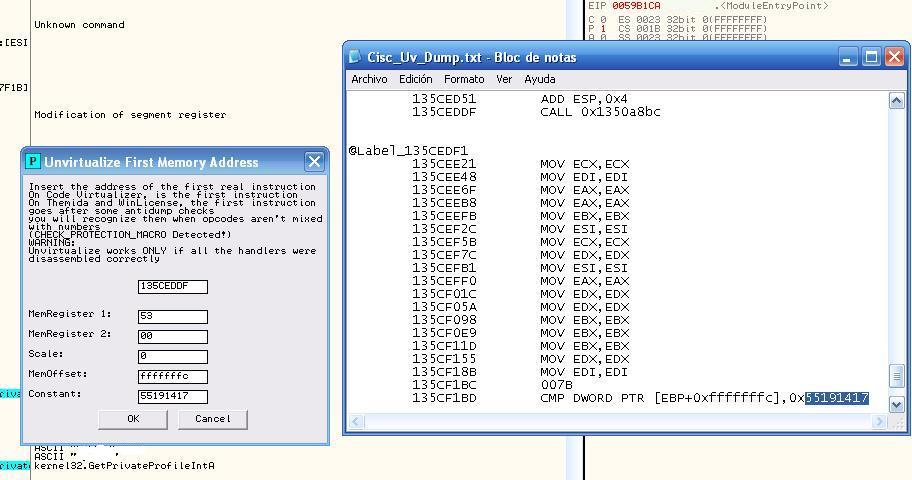 Unknown command
:[ESI
7F1B]
Modification of segment register
EIP 0059B1CA .<ModuleEntryPoint>
C 0 ES 0023 32bit 0(FFFFFFFF)
P 1 CS 001B 32bit 0(FFFFFFFF)
A 0 SS 0023 32bit 0(FFFFFFFF)
Unvirtualize First Memory Address
Insert the address of the first real instruction
On Code Virtualizer, is the first instruction
On Themida and WinLicense, the first instruction
goes after some antidump checks
you will recognize them when opcodes aren't mixed
with numbers
(CHECK_PROTECTION_MACRO Detected!)
WARNING:
Unvirtualize works ONLY if all the handlers were
disassembled correctly
135CEDDF
MemRegister 1: 53
MemRegister 2: 00
Scale: 0
MemOffset: fffffffc
Constant: 55191417
OK Cancel
Cisc_Uv_Dump.txt - Bloc de notas
Archivo Edición Formato Ver Ayuda
135CED51 ADD ESP,0x4
135CEDDF CALL 0x1350a8bc
@Label_135CEDF1
135CEE21 MOV ECX,ECX
135CEE48 MOV EDI,EDI
135CEE6F MOV EAX,EAX
135CEEB8 MOV EAX,EAX
135CEEFB MOV EBX,EBX
135CEF2C MOV ESI,ESI
135CEF5B MOV ECX,ECX
135CEF7C MOV EDX,EDX
135CEFB1 MOV ESI,ESI
135CEFF0 MOV EAX,EAX
135CF01C MOV EDX,EDX
135CF05A MOV EDX,EDX
135CF098 MOV EBX,EBX
135CF0E9 MOV EBX,EBX
135CF11D MOV EBX,EBX
135CF155 MOV EDX,EDX
135CF18B MOV EDI,EDI
135CF1BC 007B
135CF1BD CMP DWORD PTR [EBP+0xfffffffc],0x55191417
ASCII "
ASCII "
kernel32.GetPrivateProfileIntA